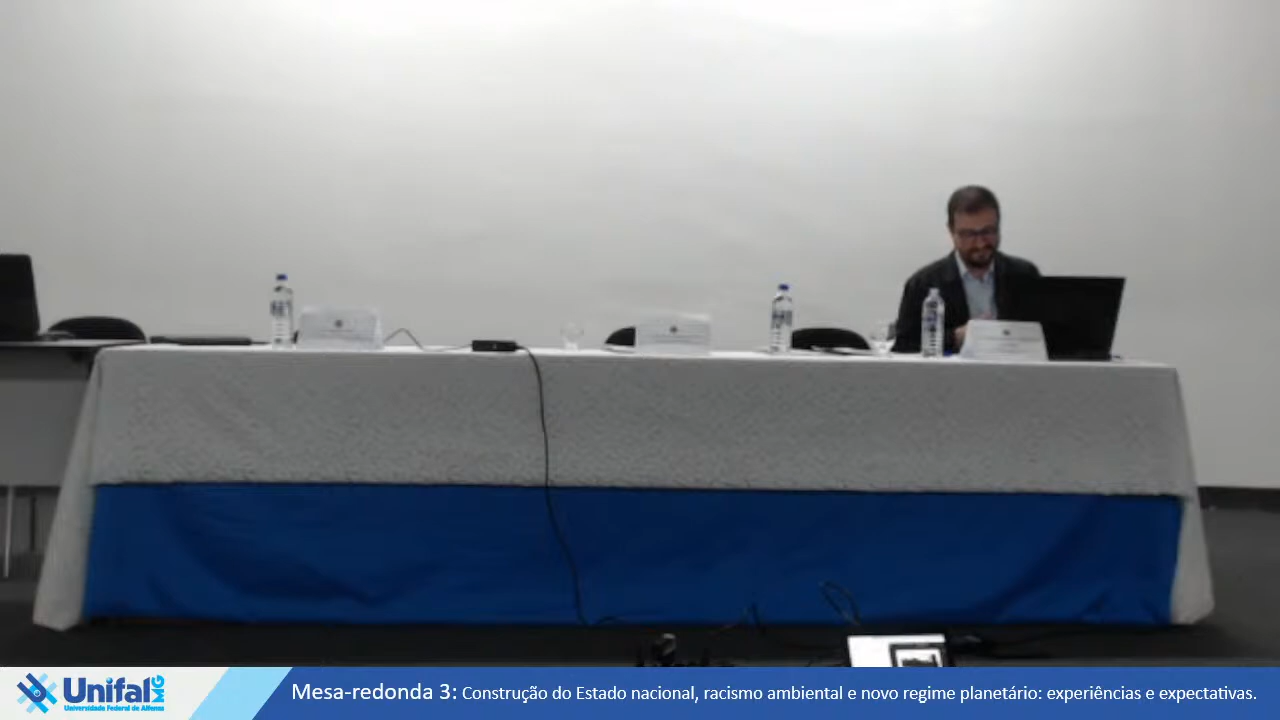 Unifal MG
Universidade Federal de Alfenas
Mesa-redonda 3: Construção do Estado nacional, racismo ambiental e novo regime planetário: experiências e expectativas.